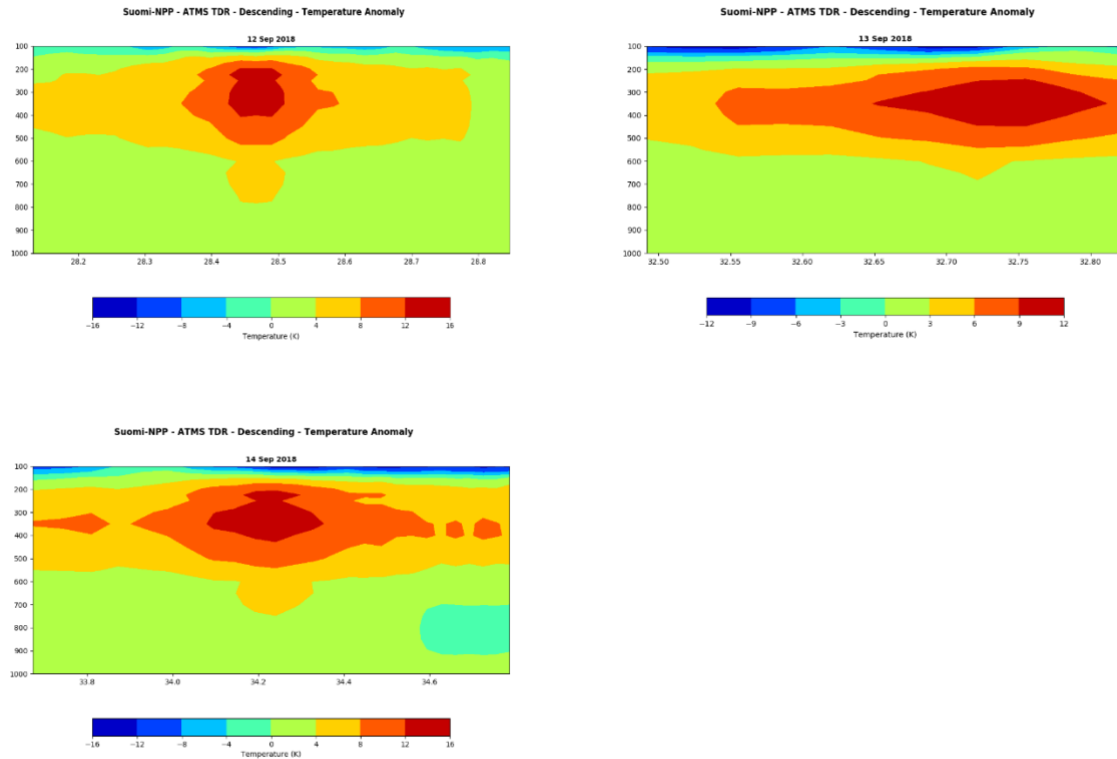 Suomi-NPP - ATMS TDR - Descending - Temperature Anomaly
12 Sep 2018
100
200
300
400
500
600
700
800
900
1000
28.2 28.3 28.4 28.5 28.6 28.7 28.8
−16 −12 −8 −4 0 4 8 12 16
Temperature (K)
Suomi-NPP - ATMS TDR - Descending - Temperature Anomaly
13 Sep 2018
100
200
300
400
500
600
700
800
900
1000
32.50 32.55 32.60 32.65 32.70 32.75 32.80
−12 −9 −6 −3 0 3 6 9 12
Temperature (K)
Suomi-NPP - ATMS TDR - Descending - Temperature Anomaly
14 Sep 2018
100
200
300
400
500
600
700
800
900
1000
33.8 34.0 34.2 34.4 34.6
−16 −12 −8 −4 0 4 8 12 16
Temperature (K)